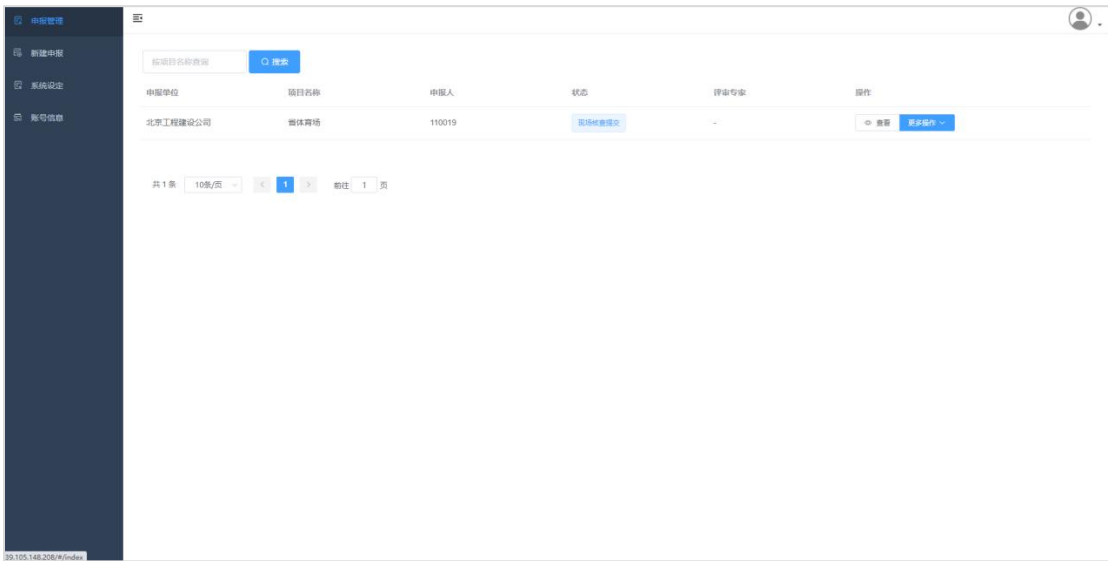 申报管理
新建申报
系统设定
账号信息
按项目名称查询
搜索
申报单位 项目名称 申报人 状态 评审专家 操作
北京工程建设公司 省体育场 110019 现场核查提交 - 查看 更多操作
共 1 条 10条/页 1 前往 1 页
39.105.148.208/#/index